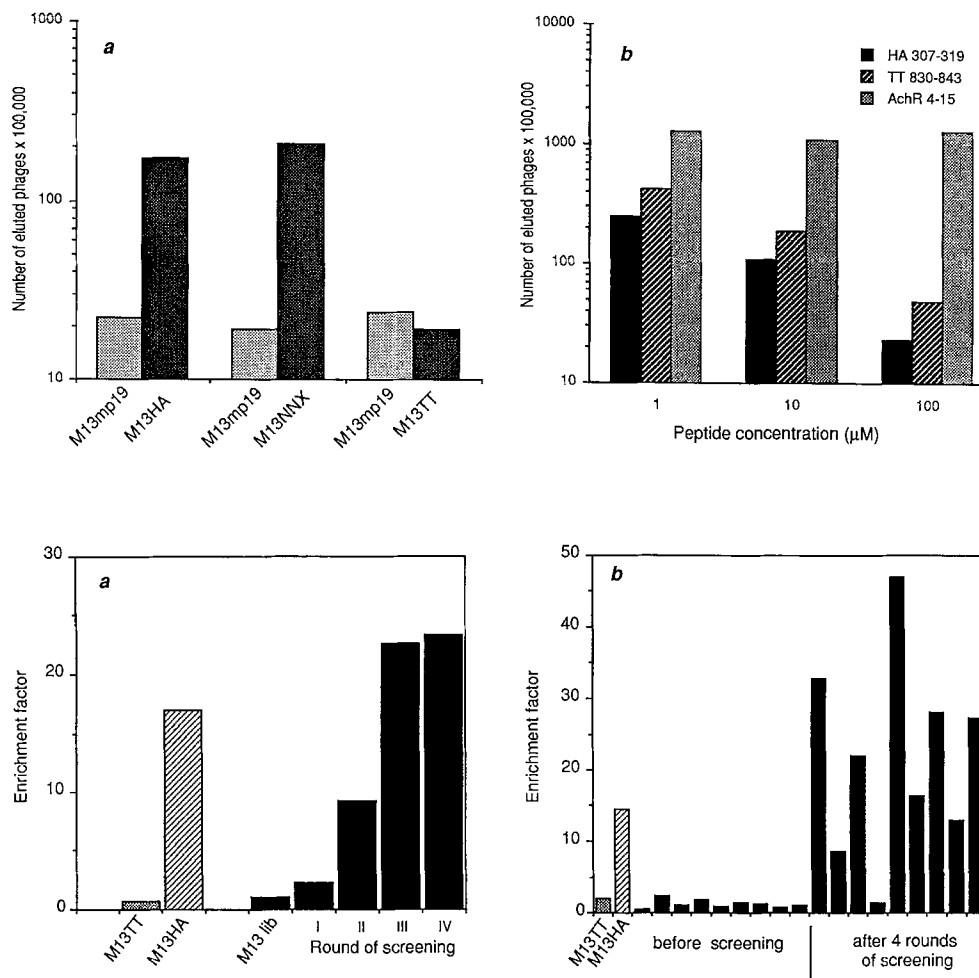 a
Number of eluted phages x 100,000
1000
100
10
M13mp19
M13HA
M13mp19
M13NNX
M13mp19
M13TT
b
Number of eluted phages x 100,000
10000
1000
100
10
HA 307-319
TT 830-843
AchR 4-15
1
10
100
Peptide concentration (μM)
a
Enrichment factor
30
20
10
0
M13TT
M13HA
M13 lib
I
II
III
IV
Round of screening
b
Enrichment factor
50
40
30
20
10
0
M13TT
M13HA
before screening
after 4 rounds
of screening